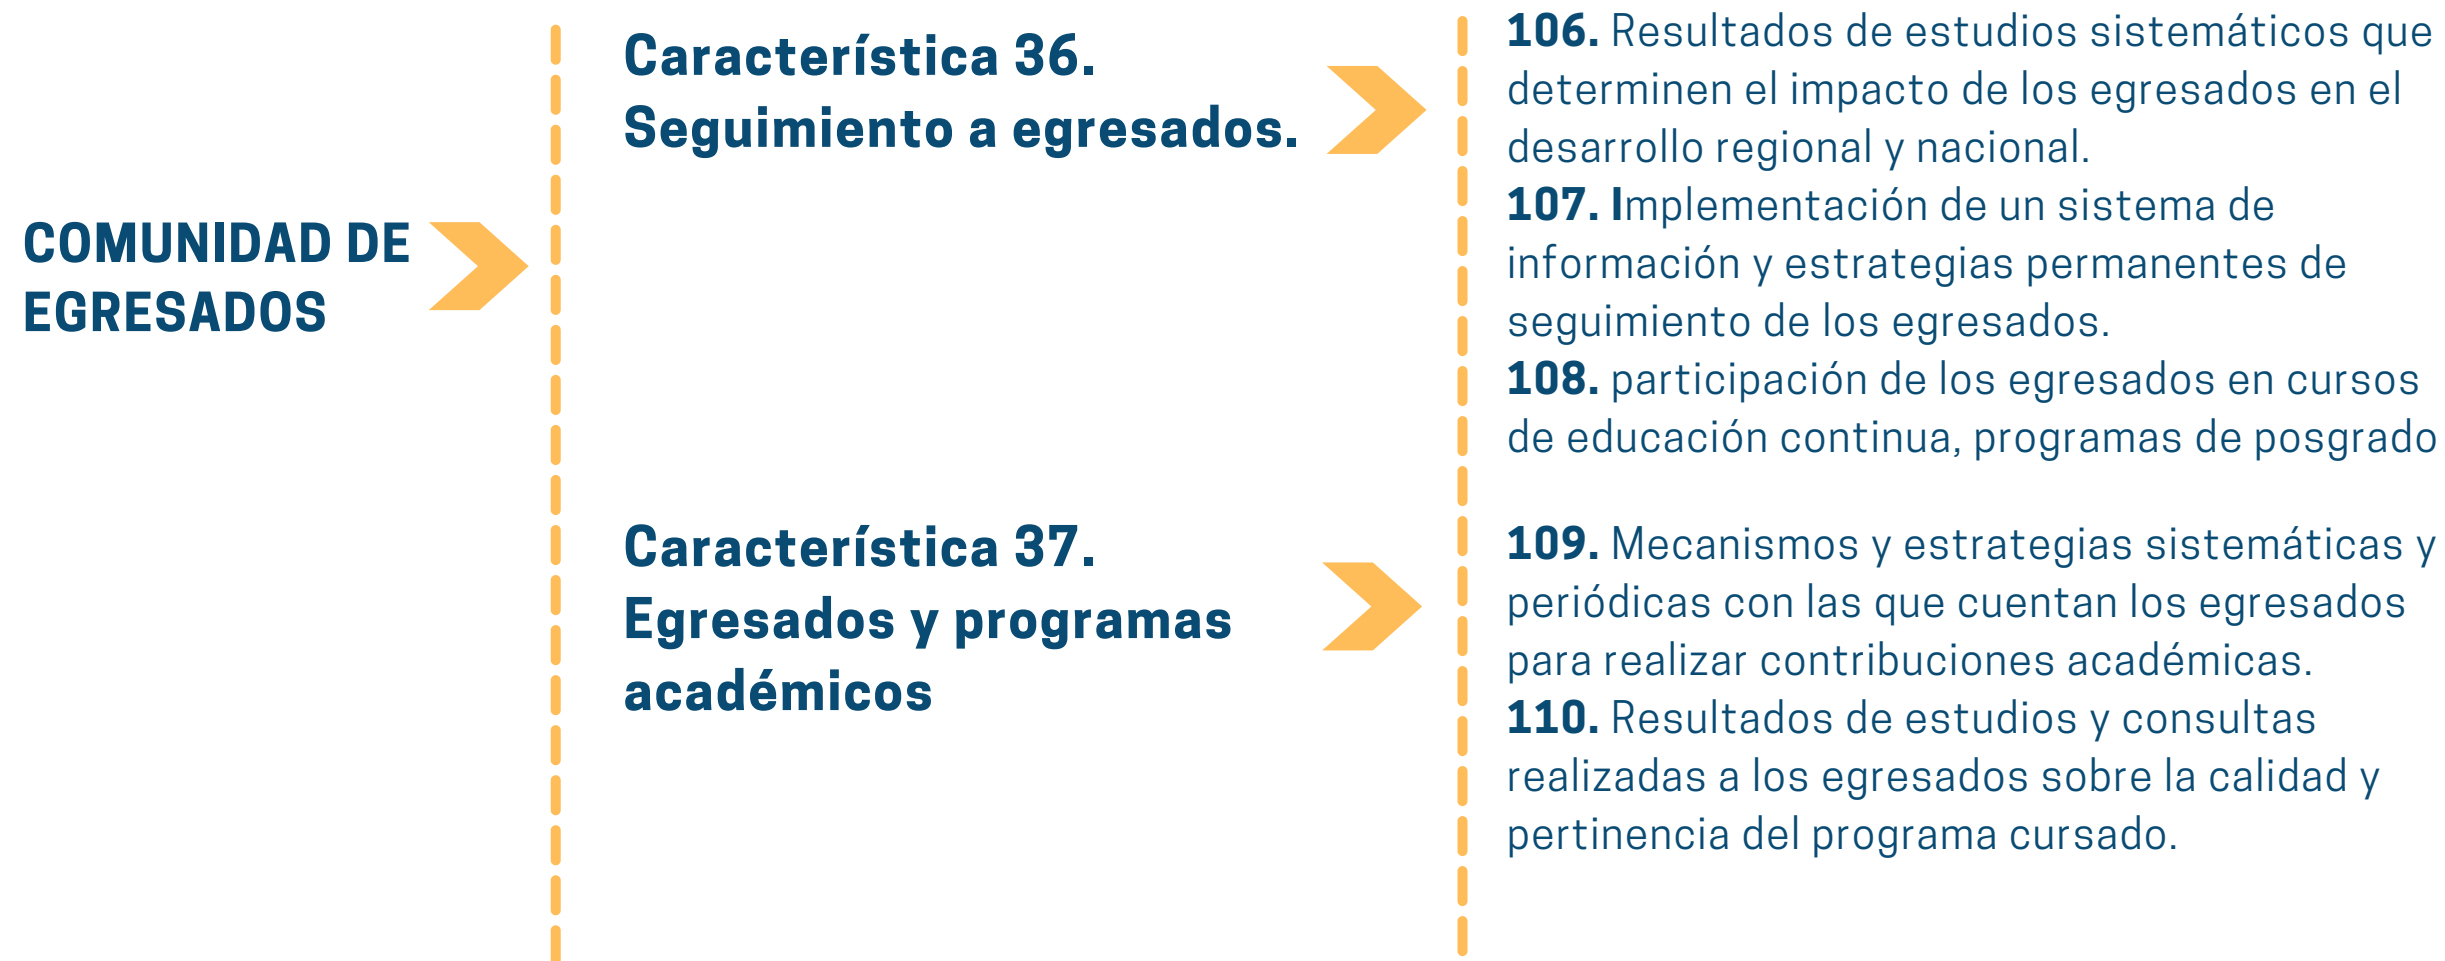 COMUNIDAD DE
EGRESADOS
Característica 36.
Seguimiento a egresados.
106. Resultados de estudios sistemáticos que
determinen el impacto de los egresados en el
desarrollo regional y nacional.
107. Implementación de un sistema de
información y estrategias permanentes de
seguimiento de los egresados.
108. participación de los egresados en cursos
de educación continua, programas de posgrado
Característica 37.
Egresados y programas
académicos
109. Mecanismos y estrategias sistemáticas y
periódicas con las que cuentan los egresados
para realizar contribuciones académicas.
110. Resultados de estudios y consultas
realizadas a los egresados sobre la calidad y
pertinencia del programa cursado.